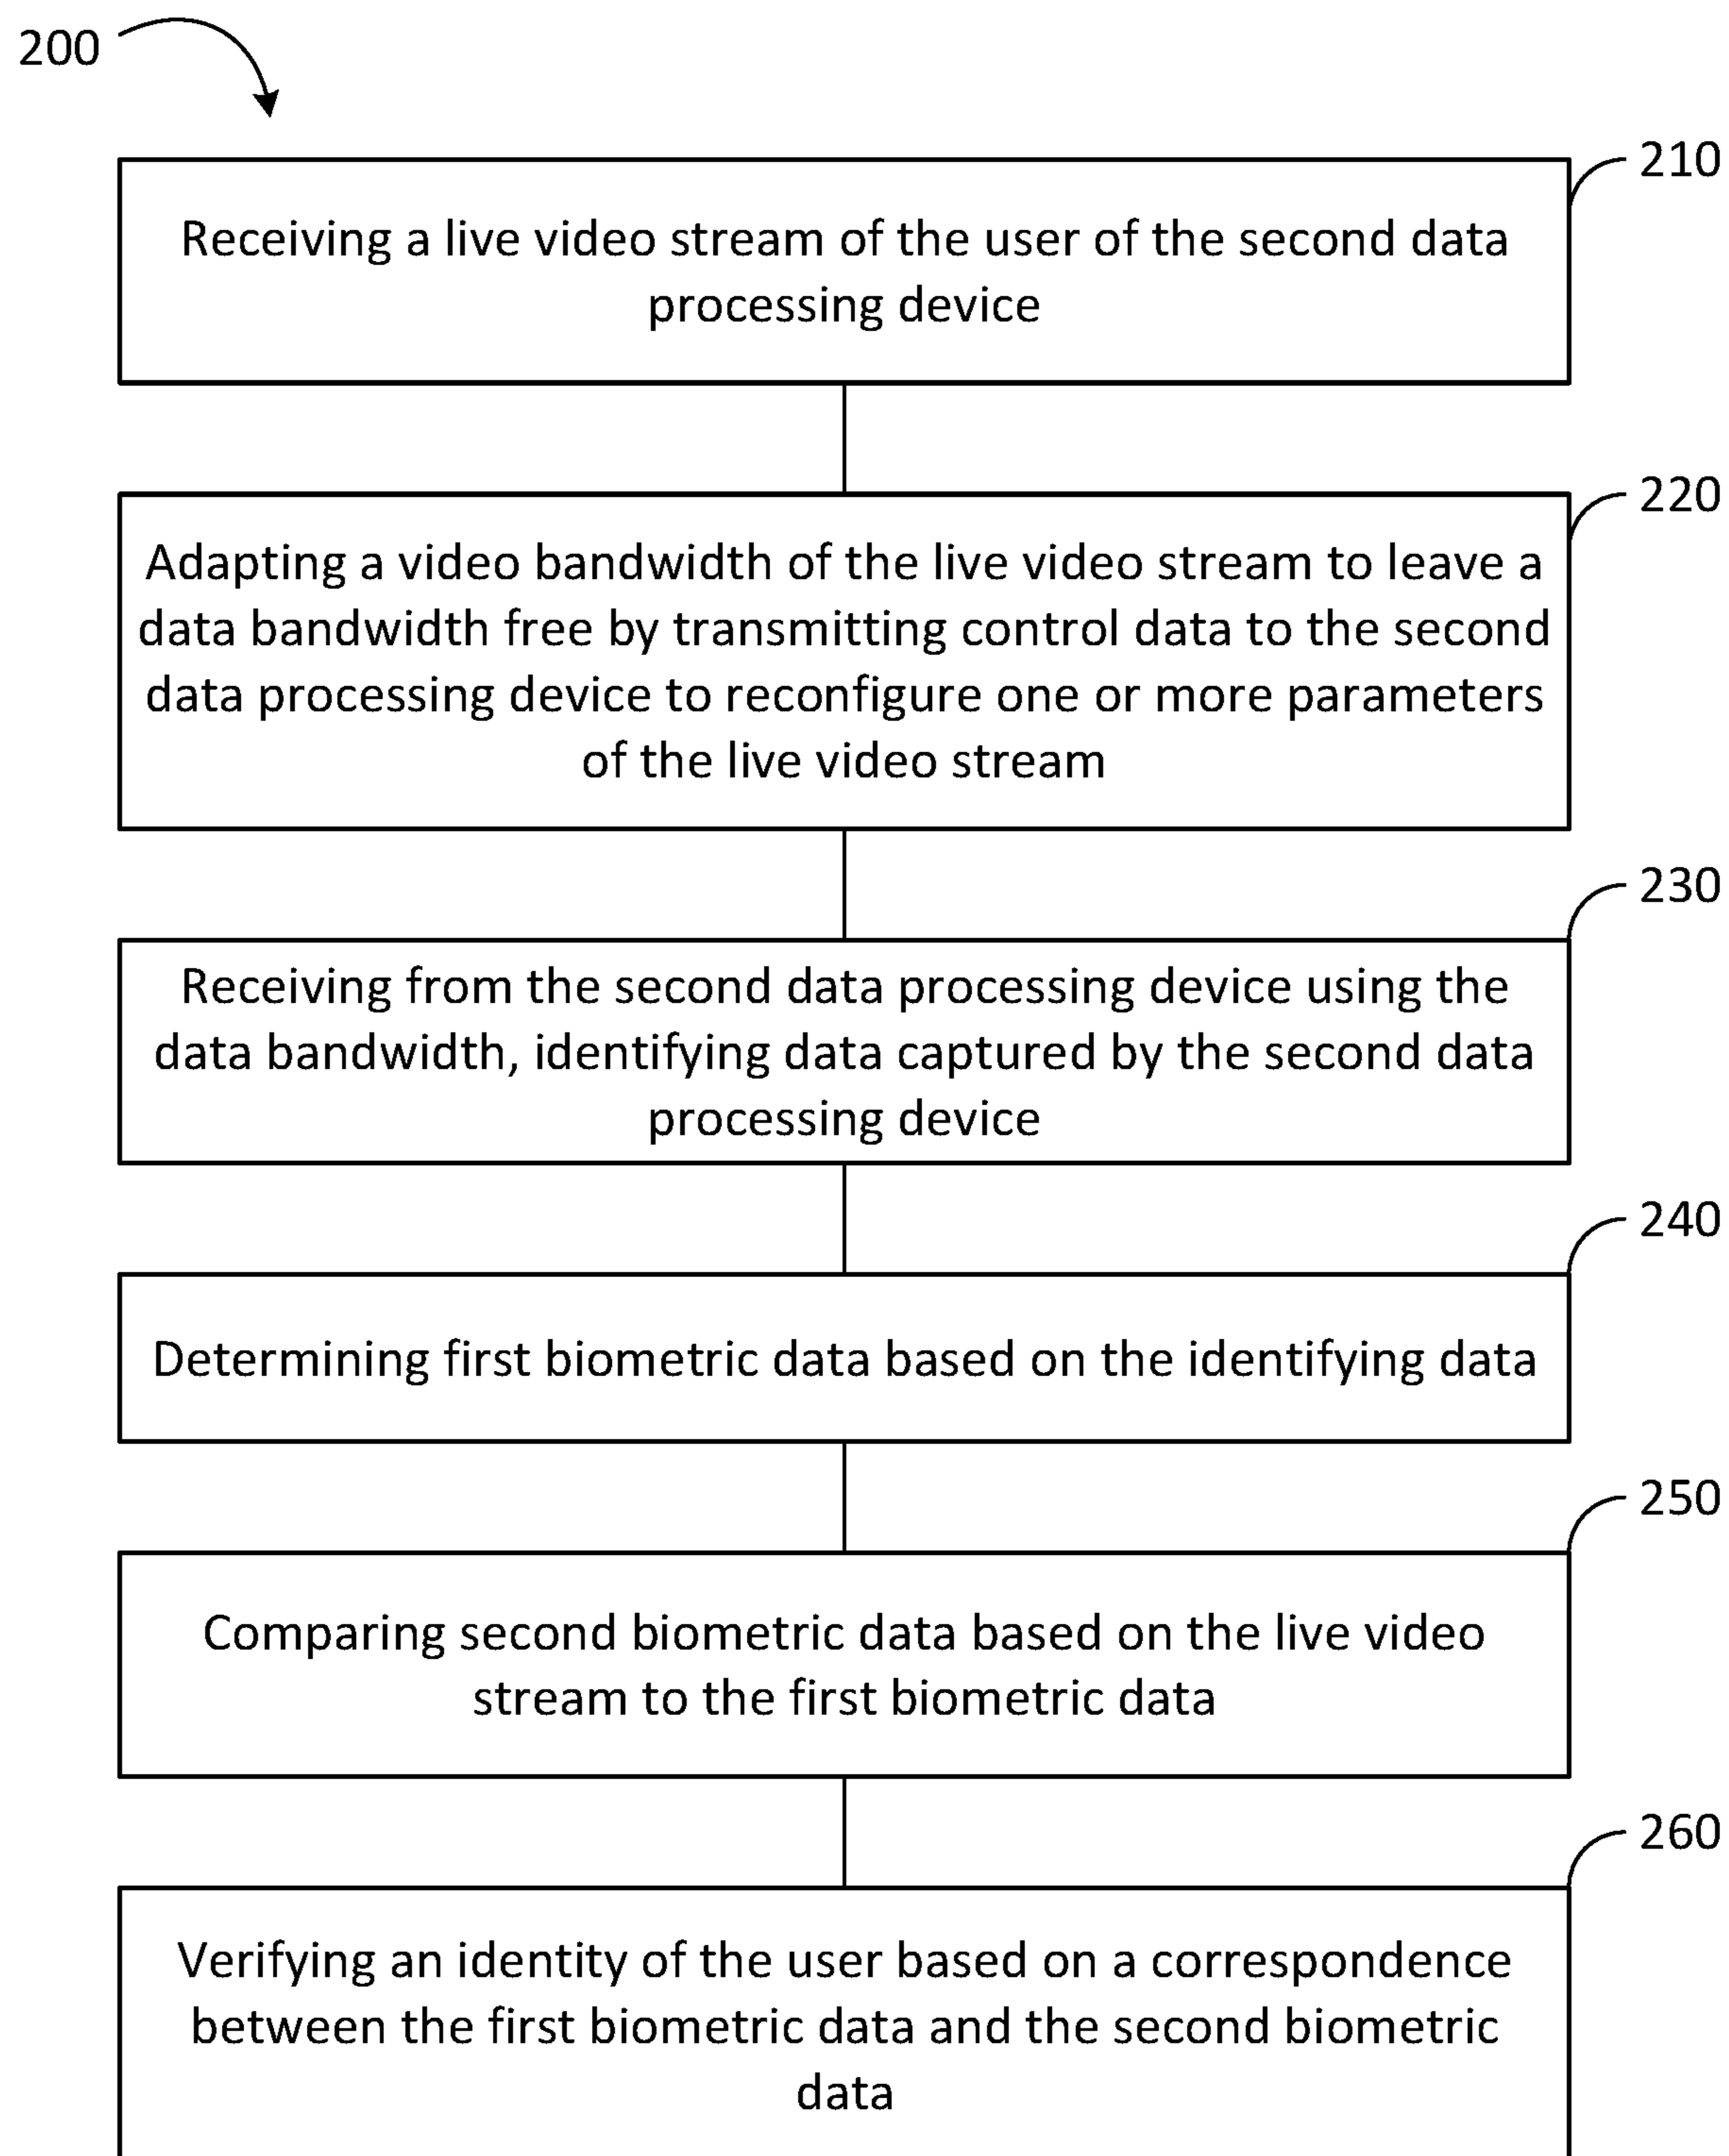 200
210
Receiving a live video stream of the user of the second data
processing device
220
Adapting a video bandwidth of the live video stream to leave a
data bandwidth free by transmitting control data to the second
data processing device to reconfigure one or more parameters
of the live video stream
230
Receiving from the second data processing device using the
data bandwidth, identifying data captured by the second data
processing device
240
Determining first biometric data based on the identifying data
250
Comparing second biometric data based on the live video
stream to the first biometric data
260
Verifying an identity of the user based on a correspondence
between the first biometric data and the second biometric
data